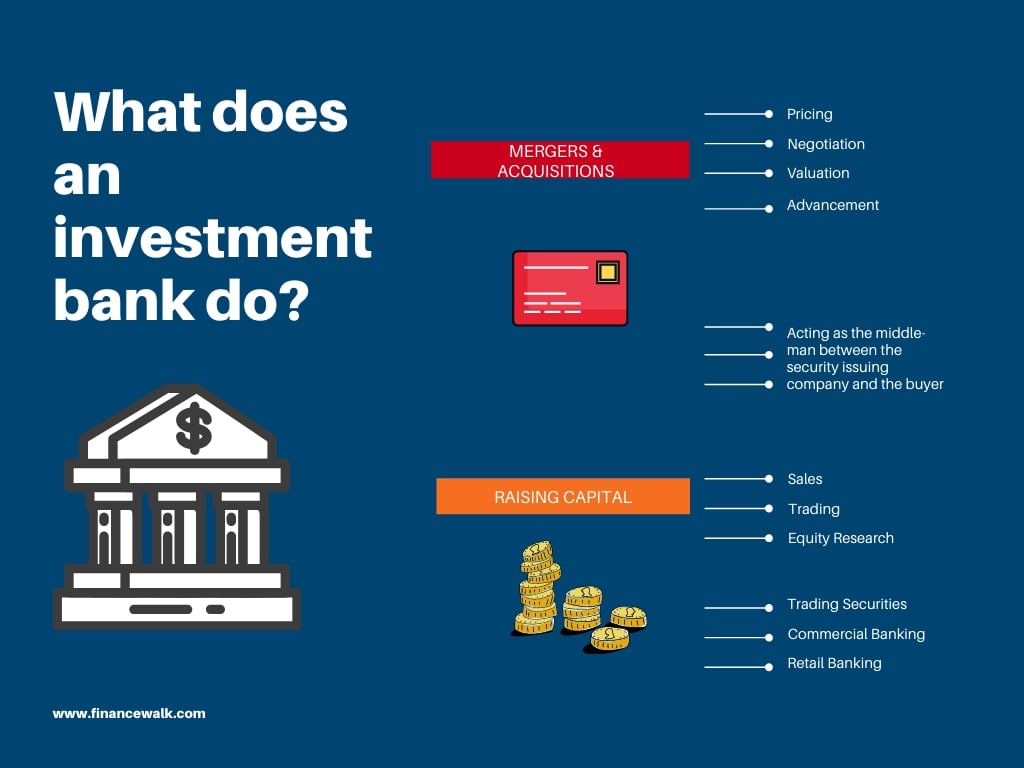 What does
an
investment
bank do?
MERGERS &
ACQUISITIONS
Pricing
Negotiation
Valuation
Advancement
Acting as the middle-
man between the
security issuing
company and the buyer
RAISING CAPITAL
Sales
Trading
Equity Research
Trading Securities
Commercial Banking
Retail Banking
$
www.financewalk.com